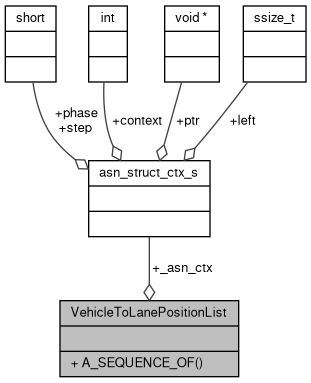 short
int
void *
ssize_t
+phase
+step
+context
+ptr
+left
asn_struct_ctx_s
+_asn_ctx
VehicleToLanePositionList
+ A_SEQUENCE_OF()